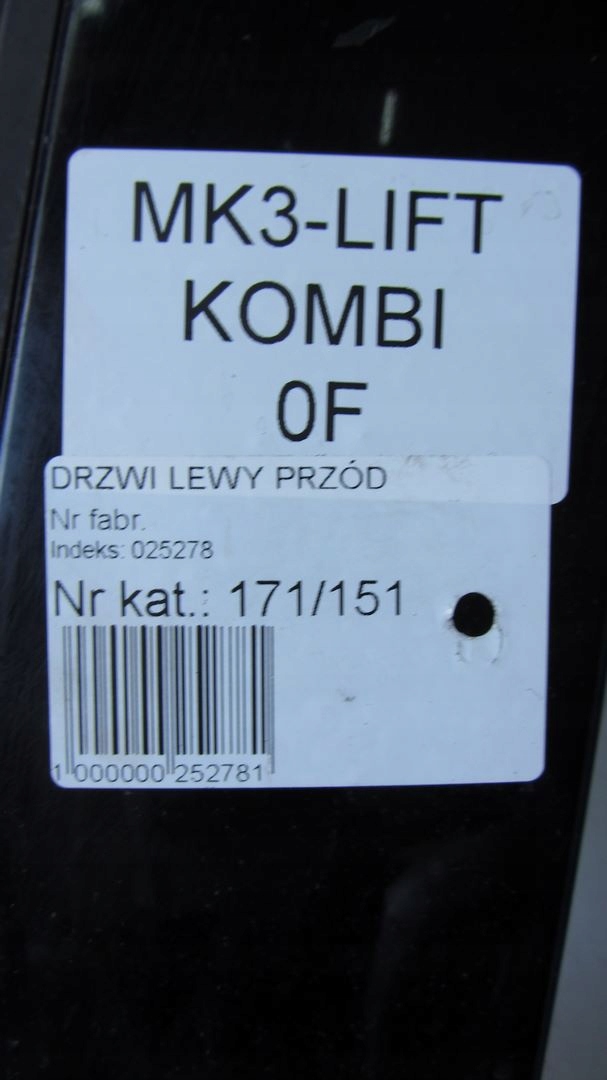 MK3-LIFT
KOMBI
0F
DRZWI LEWY PRZÓD
Nr fabr.
Indeks: 025278
Nr kat.: 171/151
1 000000 252781